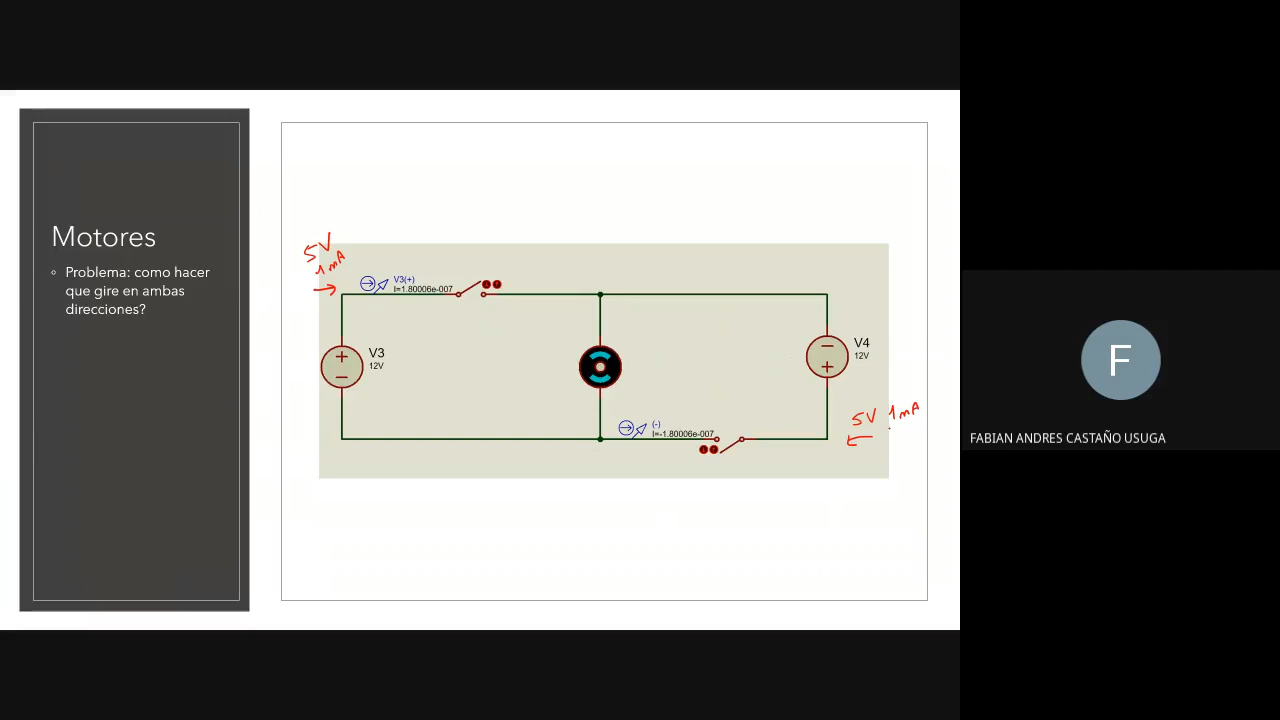 Motores
Problema: como hacer
que gire en ambas
direcciones?
5V
1mA
V3(+)
I=1.80006e-007
V3
12V
V4
12V
(-)
I=-1.80006e-007
5V 1mA
F
FABIAN ANDRES CASTAÑO USUGA